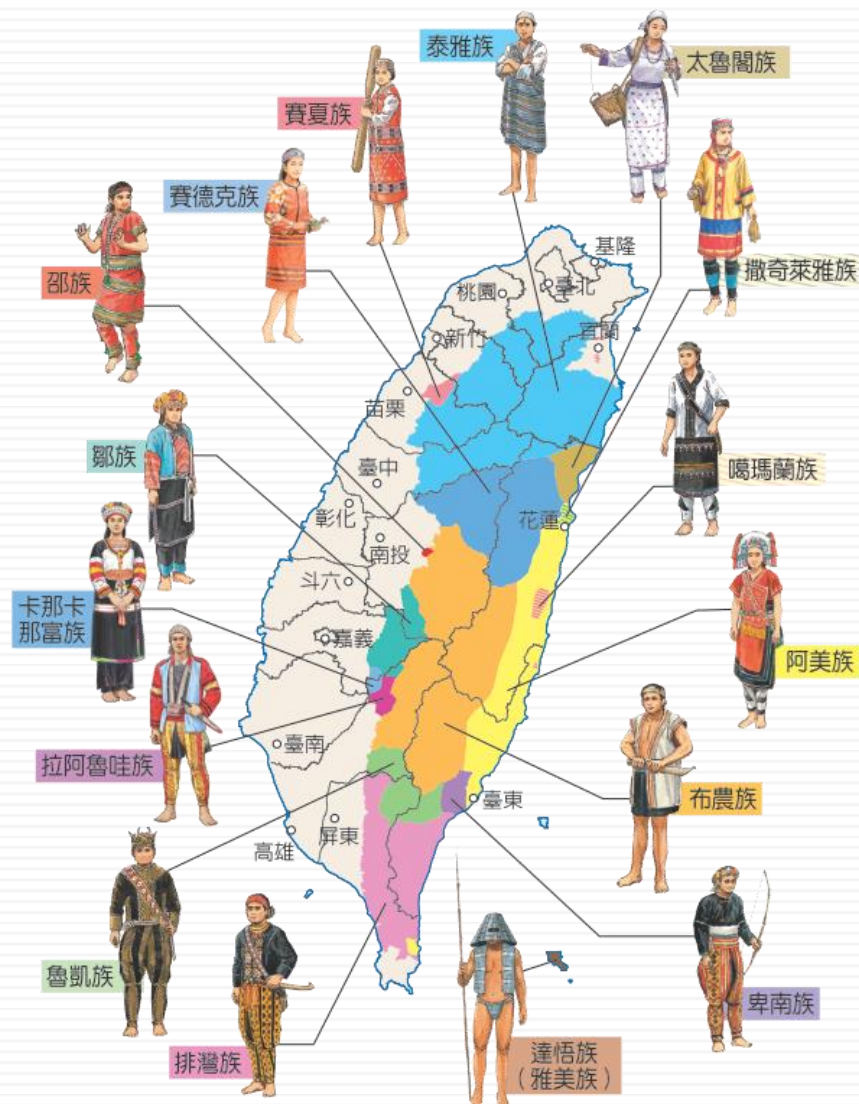 泰雅族
太魯閣族
賽夏族
賽德克族
撒奇萊雅族
邵族
基隆
臺北
桃園
新竹
宜蘭
苗栗
鄒族
臺中
噶瑪蘭族
彰化
花蓮
南投
斗六
卡那卡
那富族
嘉義
阿美族
拉阿魯哇族
臺南
布農族
臺東
屏東
高雄
魯凱族
卑南族
排灣族
達悟族
（雅美族）